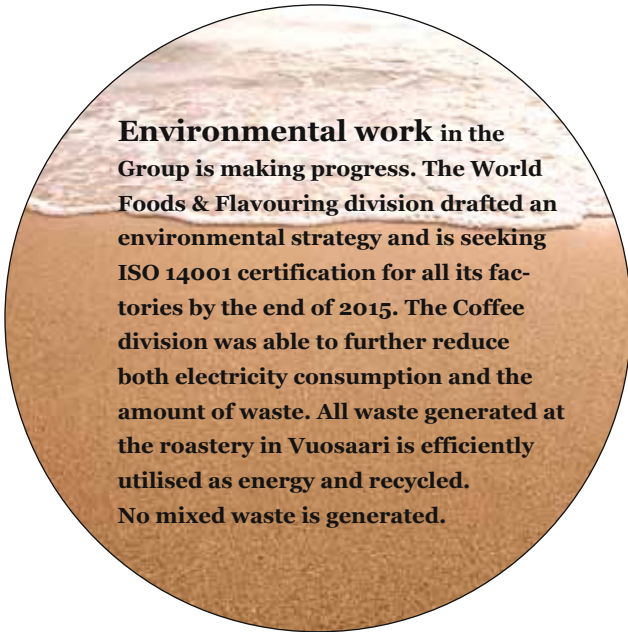 Environmental work in the
Group is making progress. The World
Foods & Flavouring division drafted an
environmental strategy and is seeking
ISO 14001 certification for all its fac-
tories by the end of 2015. The Coffee
division was able to further reduce
both electricity consumption and the
amount of waste. All waste generated at
the roastery in Vuosaari is efficiently
utilised as energy and recycled.
No mixed waste is generated.